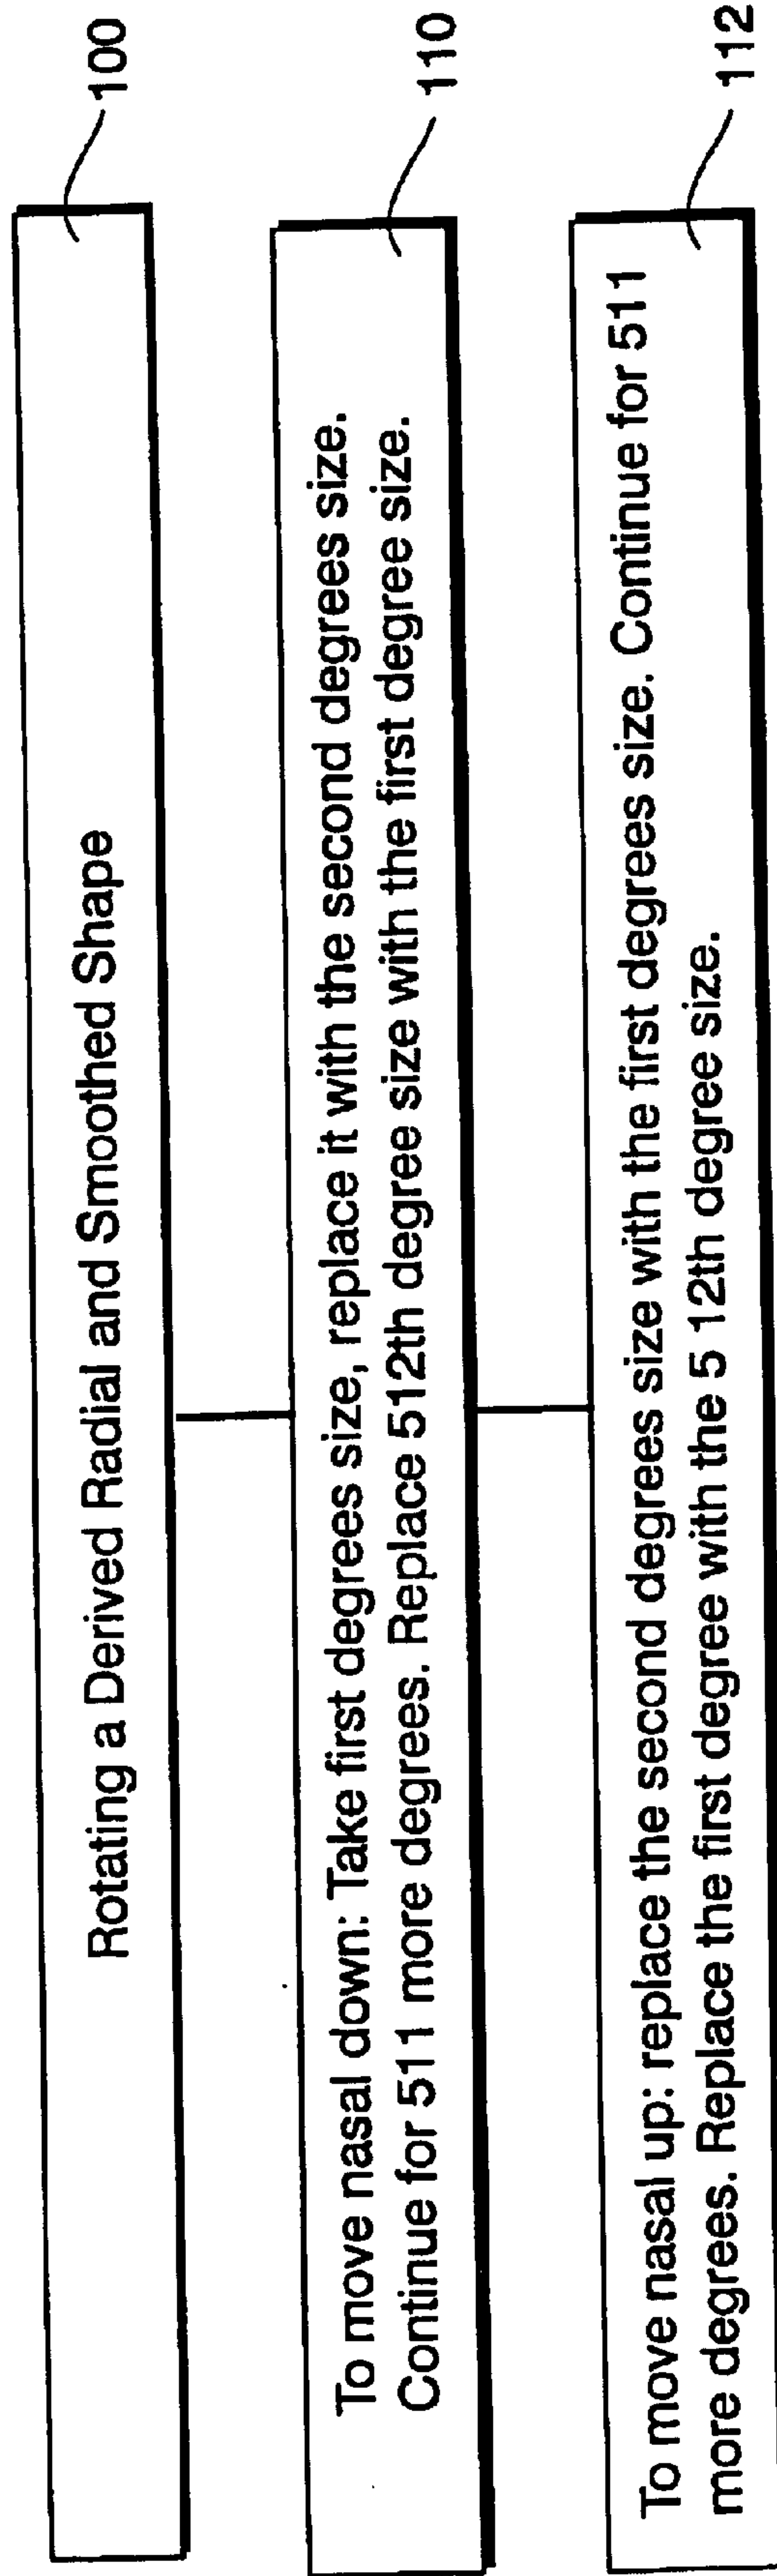 Rotating a Derived Radial and Smoothed Shape
100
To move nasal down: Take first degrees size, replace it with the second degrees size.
Continue for 511 more degrees. Replace 512th degree size with the first degree size.
110
To move nasal up: replace the second degrees size with the first degrees size. Continue for 511
more degrees. Replace the first degree with the 5 12th degree size.
112